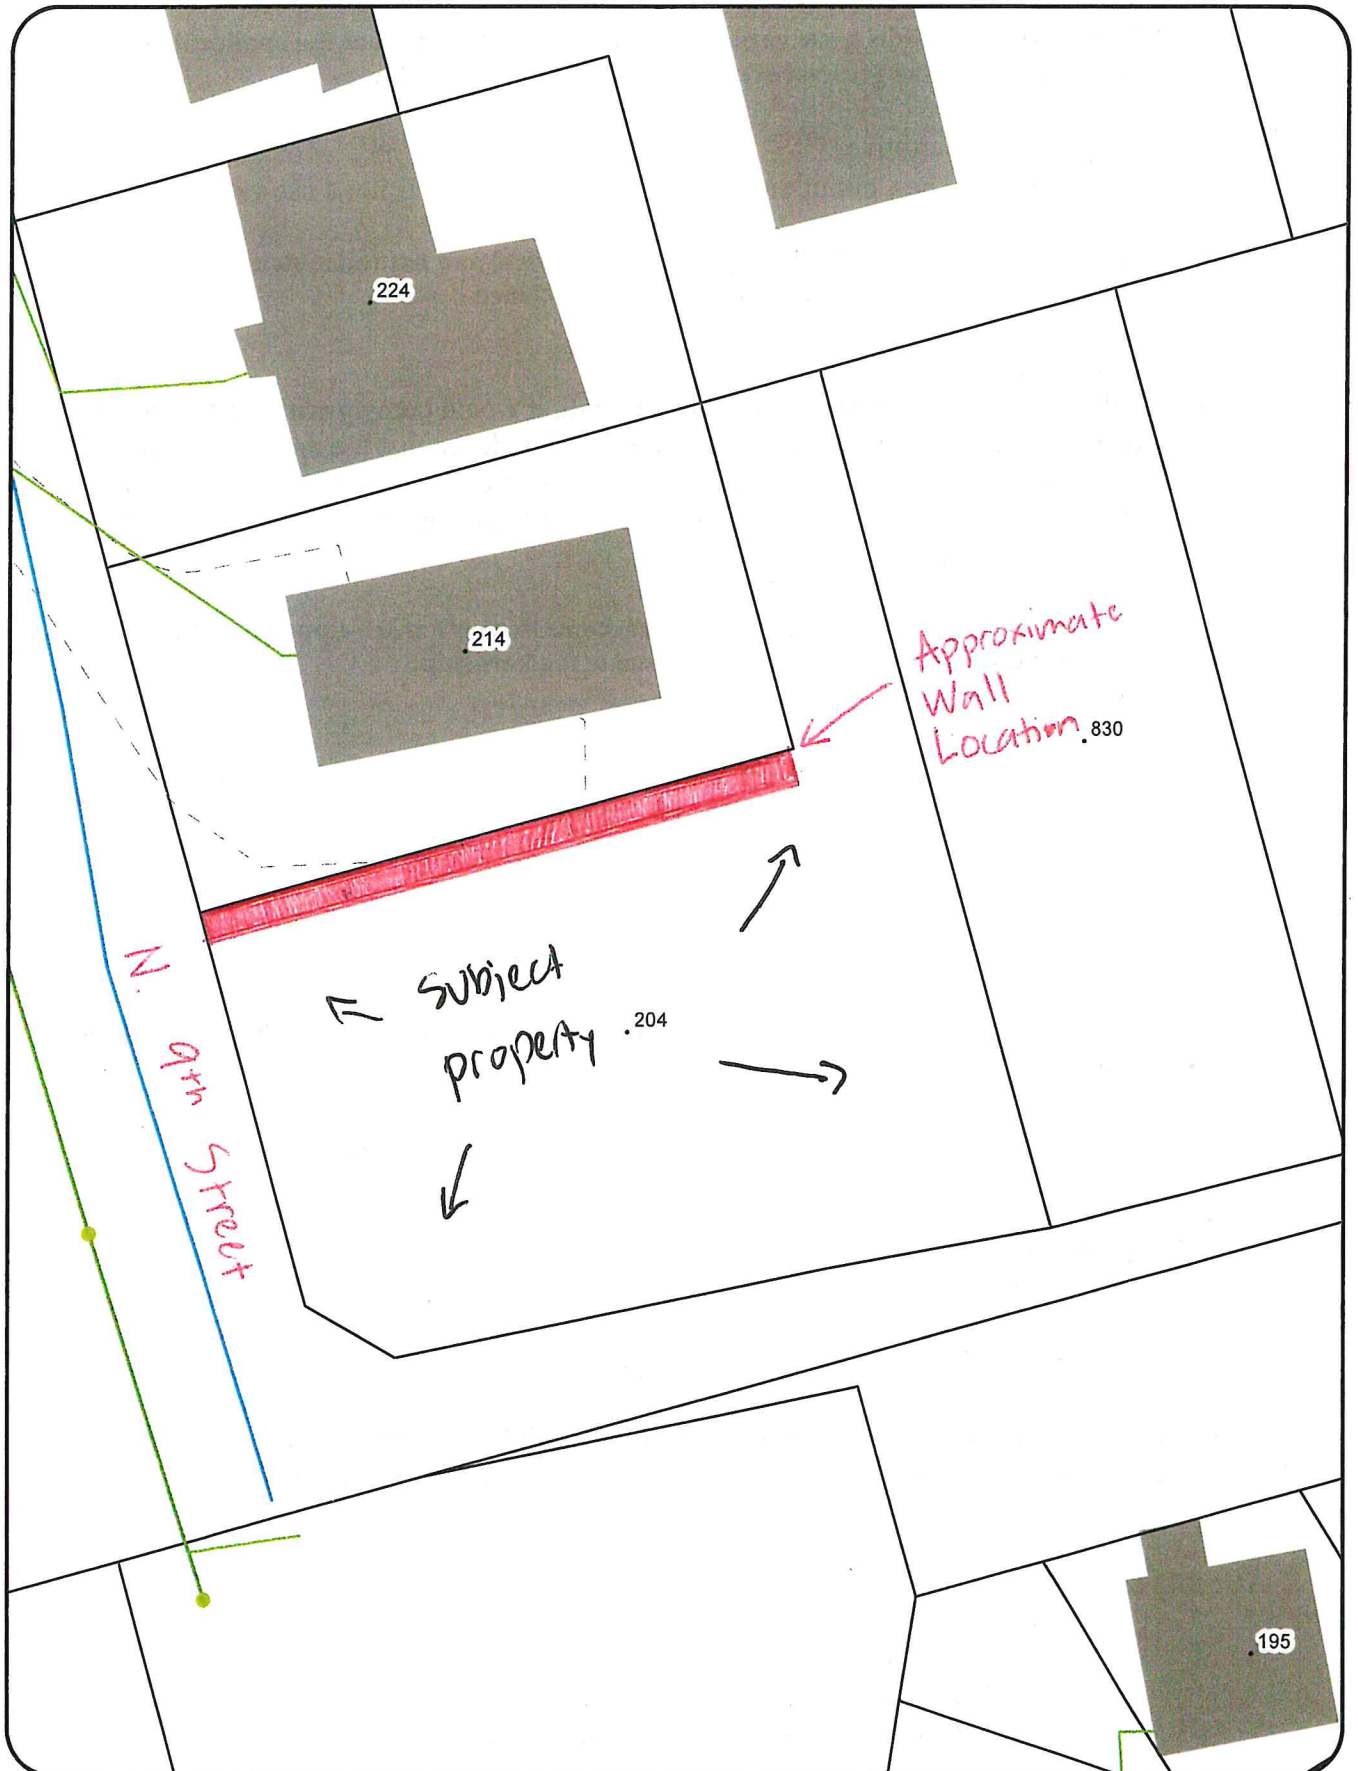 224
214
Approximate
Wall
Location
830
Subject
property
204
N. 9th Street
195